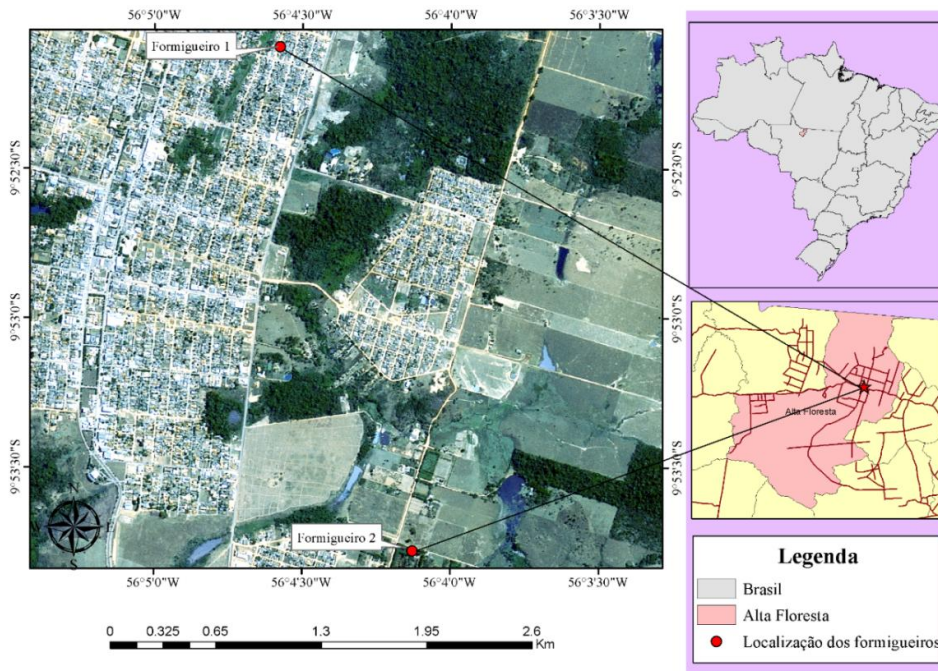 56°5'0"W
56°4'30"W
56°4'0"W
56°3'30"W
Formigueiro 1
9°52'30"S
9°52'30"S
9°53'0"S
9°53'0"S
9°53'30"S
9°53'30"S
Formigueiro 2
E
S
56°5'0"W
56°4'30"W
56°4'0"W
56°3'30"W
0 0.325 0.65 1.3 1.95 2.6
Km
Alta Floresta
Legenda
Brasil
Alta Floresta
Localização dos formigueiros